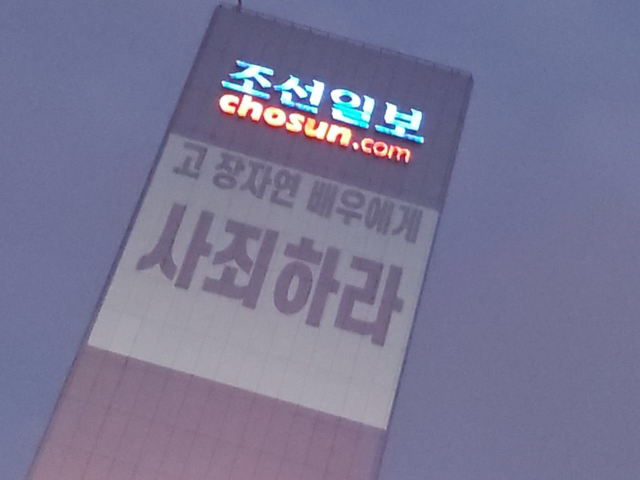 조선일보
chosun.com
고 장자연 배우에게
사죄하라